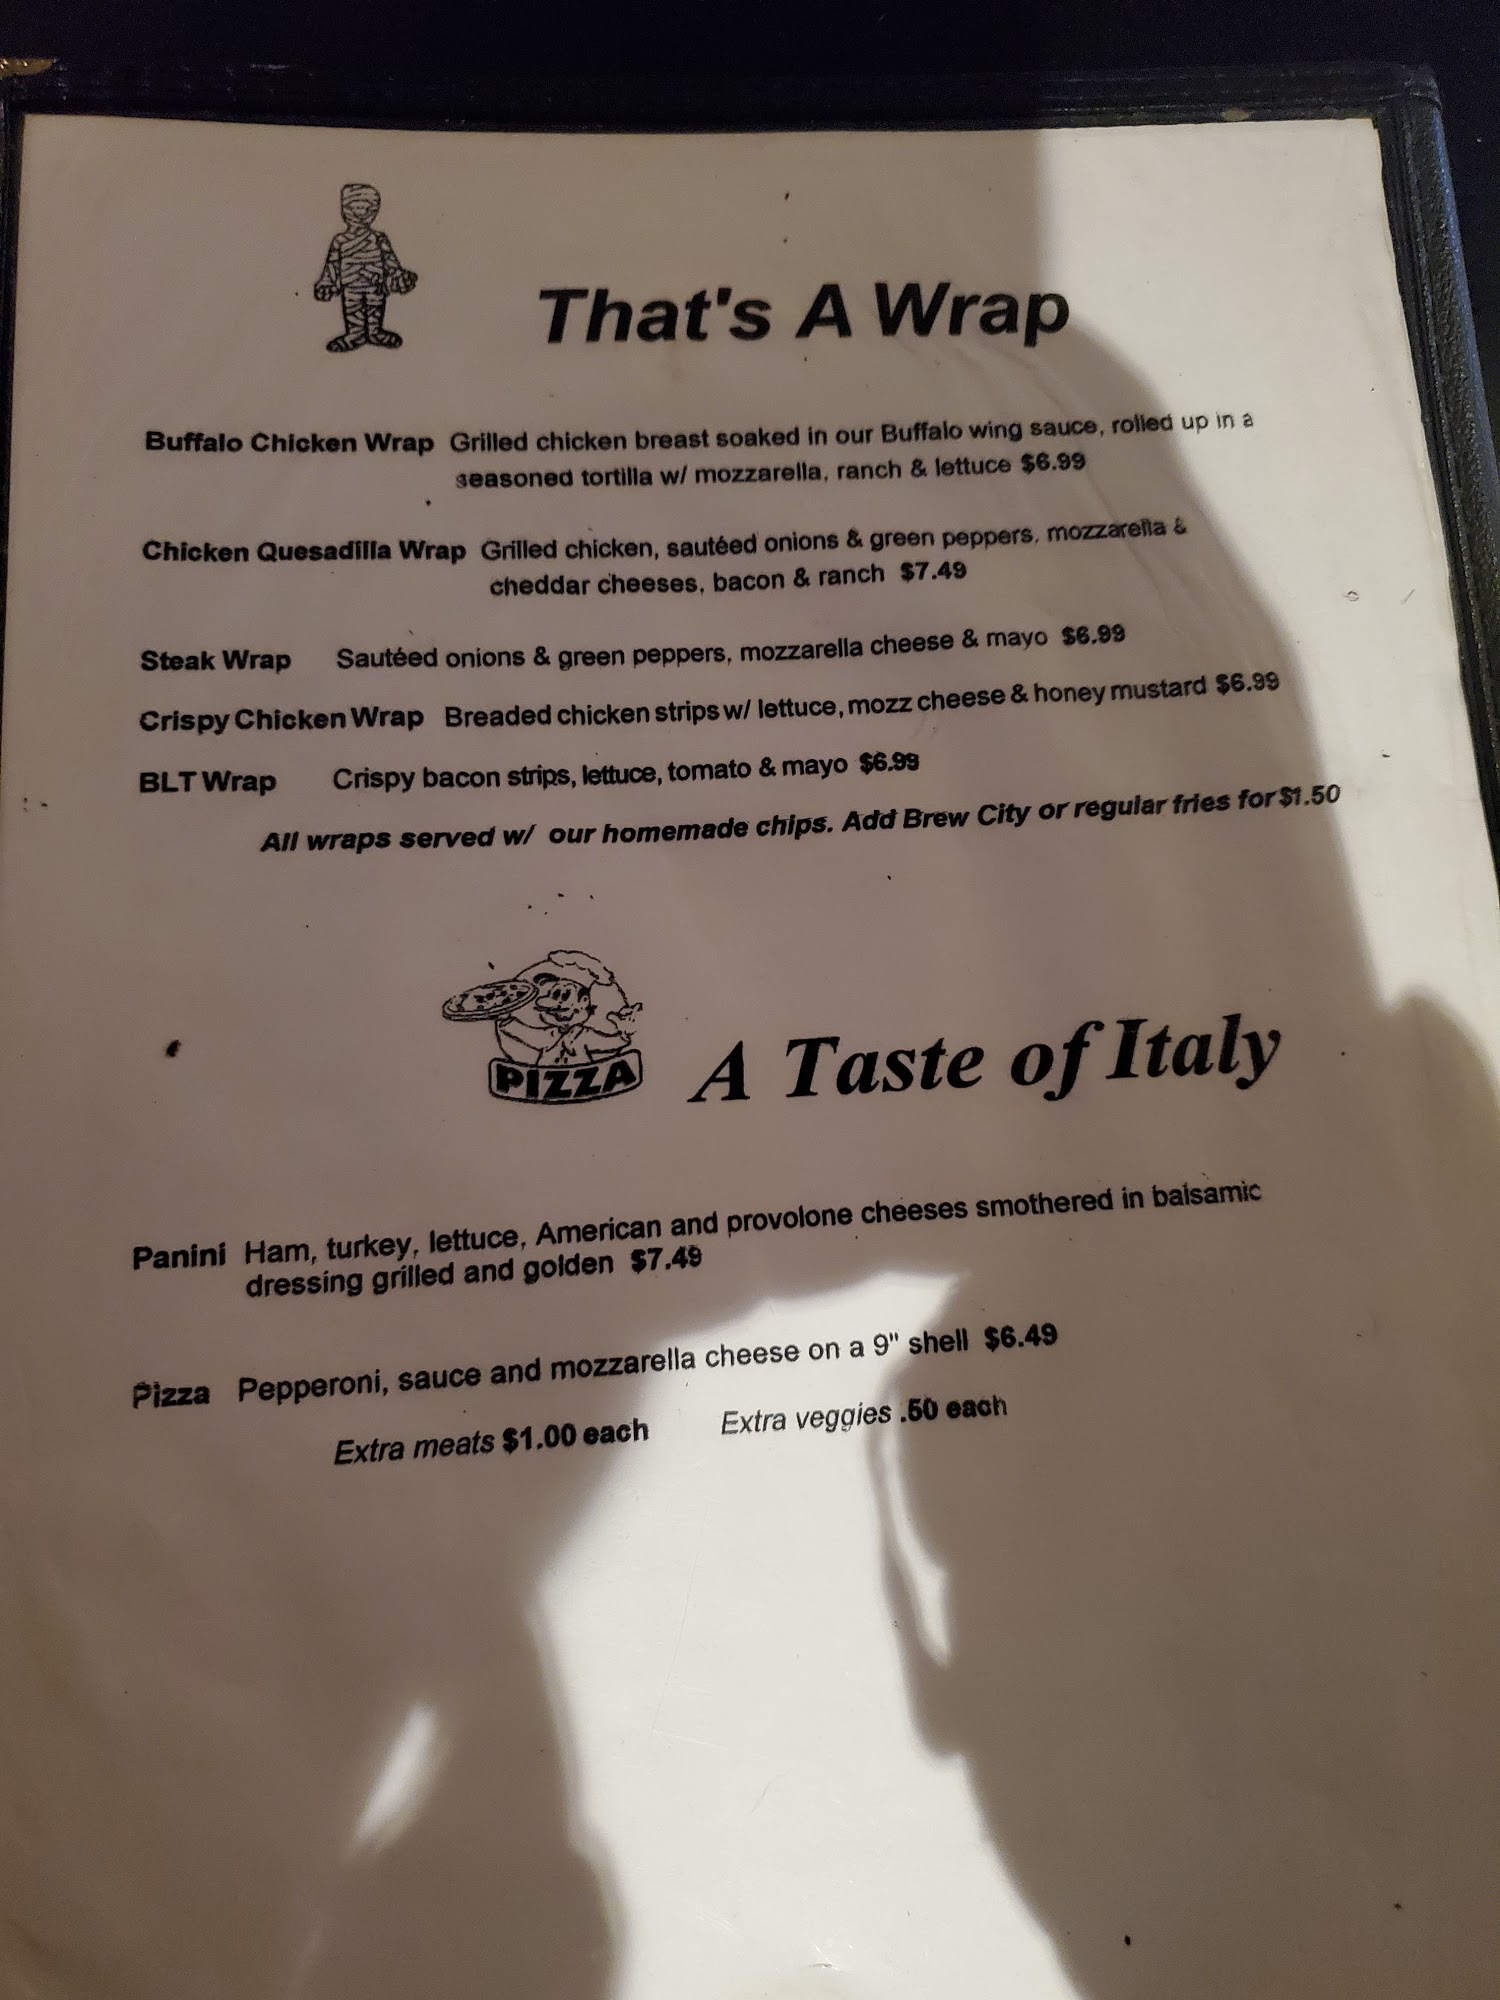 That's A Wrap
Buffalo Chicken Wrap Grilled chicken breast soaked in our Buffalo wing sauce, rolled up in a
seasoned tortilla w/ mozzarella, ranch & lettuce $6.99
Chicken Quesadilla Wrap Grilled chicken, sautéed onions & green peppers, mozzarella &
cheddar cheeses, bacon & ranch $7.49
Steak Wrap Sautéed onions & green peppers, mozzarella cheese & mayo $6.99
Crispy Chicken Wrap Breaded chicken strips w/ lettuce, mozz cheese & honey mustard $6.99
BLT Wrap Crispy bacon strips, lettuce, tomato & mayo $6.99
All wraps served w/ our homemade chips. Add Brew City or regular fries for $1.50
PIZZA
A Taste of Italy
Panini Ham, turkey, lettuce, American and provolone cheeses smothered in balsamic
dressing grilled and golden $7.49
Pizza Pepperoni, sauce and mozzarella cheese on a 9" shell $6.49
Extra meats $1.00 each Extra veggies .50 each